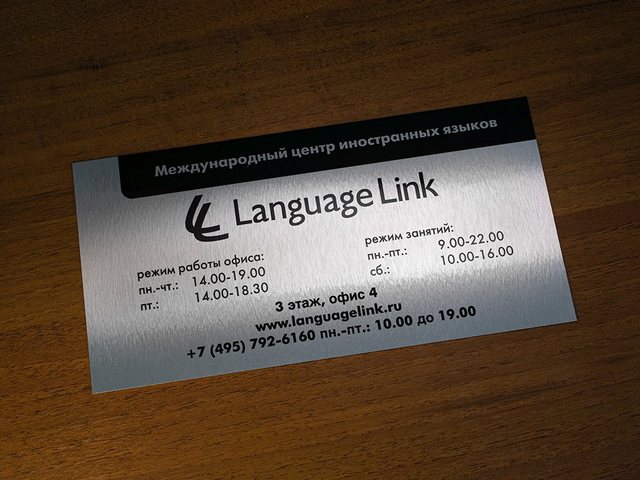 Международный центр иностранных языков
Language Link
режим работы офиса:
пн.-чт.: 14.00-19.00
пт.: 14.00-18.30
режим занятий:
пн.-пт.: 9.00-22.00
сб.: 10.00-16.00
3 этаж, офис 4
www.languagelink.ru
+7 (495) 792-6160 пн.-пт.: 10.00 до 19.00